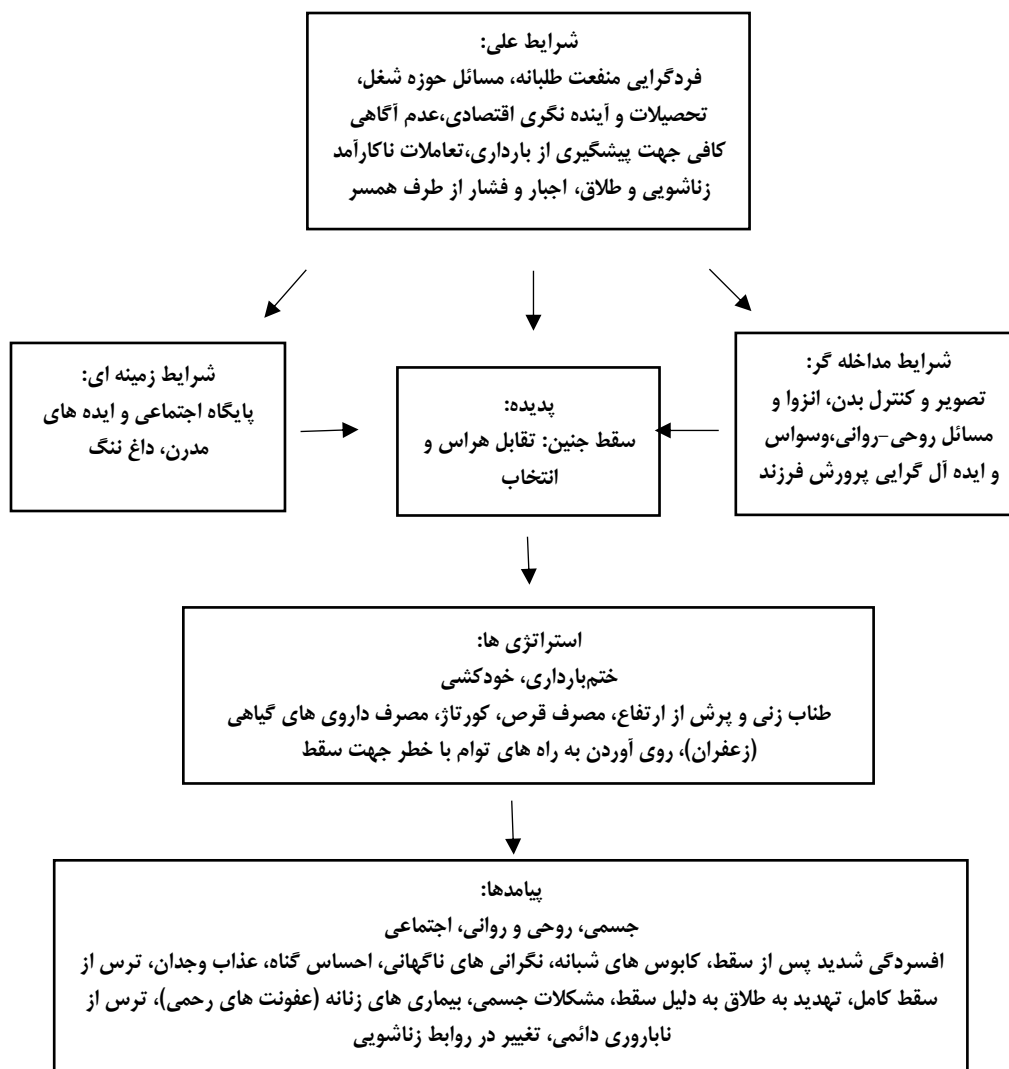 شرایط علی:
فردگرایی منفعت طلبانه، مسائل حوزه شغل،
تحصیلات و آینده نگری اقتصادی،عدم آگاهی
کافی جهت پیشگیری از بارداری،تعاملات ناکارآمد
زناشویی و طلاق، اجبار و فشار از طرف همسر
شرایط مداخله گر:
تصویر و کنترل بدن، انزوا و
مسائل روحی-روانی،وسواس
و ایده آل گرایی پرورش فرزند
پدیده:
سقط جنین: تقابل هراس و
انتخاب
شرایط زمینه ای:
پایگاه اجتماعی و ایده های
مدرن، داغ ننگ
استراتژی ها:
ختم‌بارداری، خودکشی
طناب زنی و پرش از ارتفاع، مصرف قرص، کورتاژ، مصرف داروی های گیاهی
(زعفران)، روی آوردن به راه های توام با خطر جهت سقط
پیامدها:
جسمی، روحی و روانی، اجتماعی
افسردگی شدید پس از سقط، کابوس های شبانه، نگرانی های ناگهانی، احساس گناه، عذاب وجدان، ترس از
سقط کامل، تهدید به طلاق به دلیل سقط، مشکلات جسمی، بیماری های زنانه (عفونت های رحمی)، ترس از
ناباروری دائمی، تغییر در روابط زناشویی